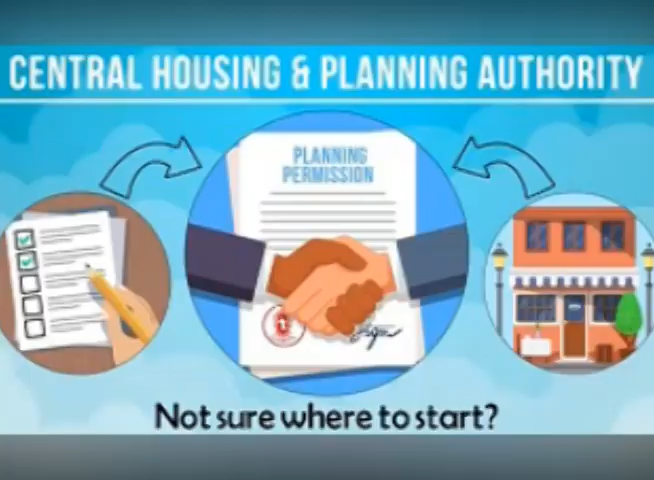 CENTRAL HOUSING & PLANNING AUTHORITY
PLANNING
PERMISSION
Not sure where to start?